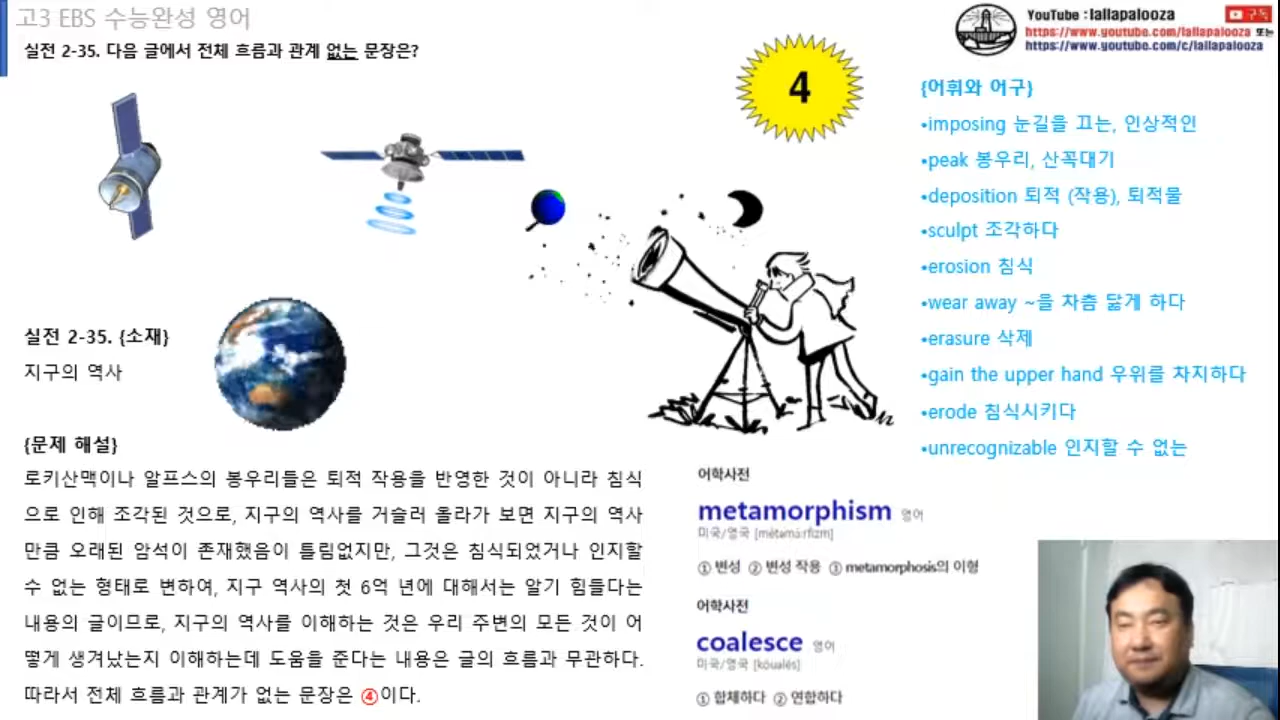 고3 EBS 수능완성 영어
실전 2-35. 다음 글에서 전체 흐름과 관계 없는 문장은?
YouTube : lallapalooza
구독
https://www.youtube.com/lallapalooza 또는
https://www.youtube.com/c/lallapalooza
4
{어휘와 어구}
•imposing 눈길을 끄는, 인상적인
•peak 봉우리, 산꼭대기
•deposition 퇴적 (작용), 퇴적물
•sculpt 조각하다
•erosion 침식
•wear away ~을 차츰 닳게 하다
•erasure 삭제
•gain the upper hand 우위를 차지하다
•erode 침식시키다
•unrecognizable 인지할 수 없는
실전 2-35. {소재}
지구의 역사
{문제 해설}
로키산맥이나 알프스의 봉우리들은 퇴적 작용을 반영한 것이 아니라 침식
으로 인해 조각된 것으로, 지구의 역사를 거슬러 올라가 보면 지구의 역사
만큼 오래된 암석이 존재했음이 틀림없지만, 그것은 침식되었거나 인지할
수 없는 형태로 변하여, 지구 역사의 첫 6억 년에 대해서는 알기 힘들다는
내용의 글이므로, 지구의 역사를 이해하는 것은 우리 주변의 모든 것이 어
떻게 생겨났는지 이해하는데 도움을 준다는 내용은 글의 흐름과 무관하다.
따라서 전체 흐름과 관계가 없는 문장은 ④이다.
어학사전
metamorphism 영어
미국/영국 [mètəmɔ́ːrfizm]
① 변성 ② 변성 작용 ③ metamorphosis의 이형
어학사전
coalesce 영어
미국/영국 [kòuəlés]
① 합체하다 ② 연합하다